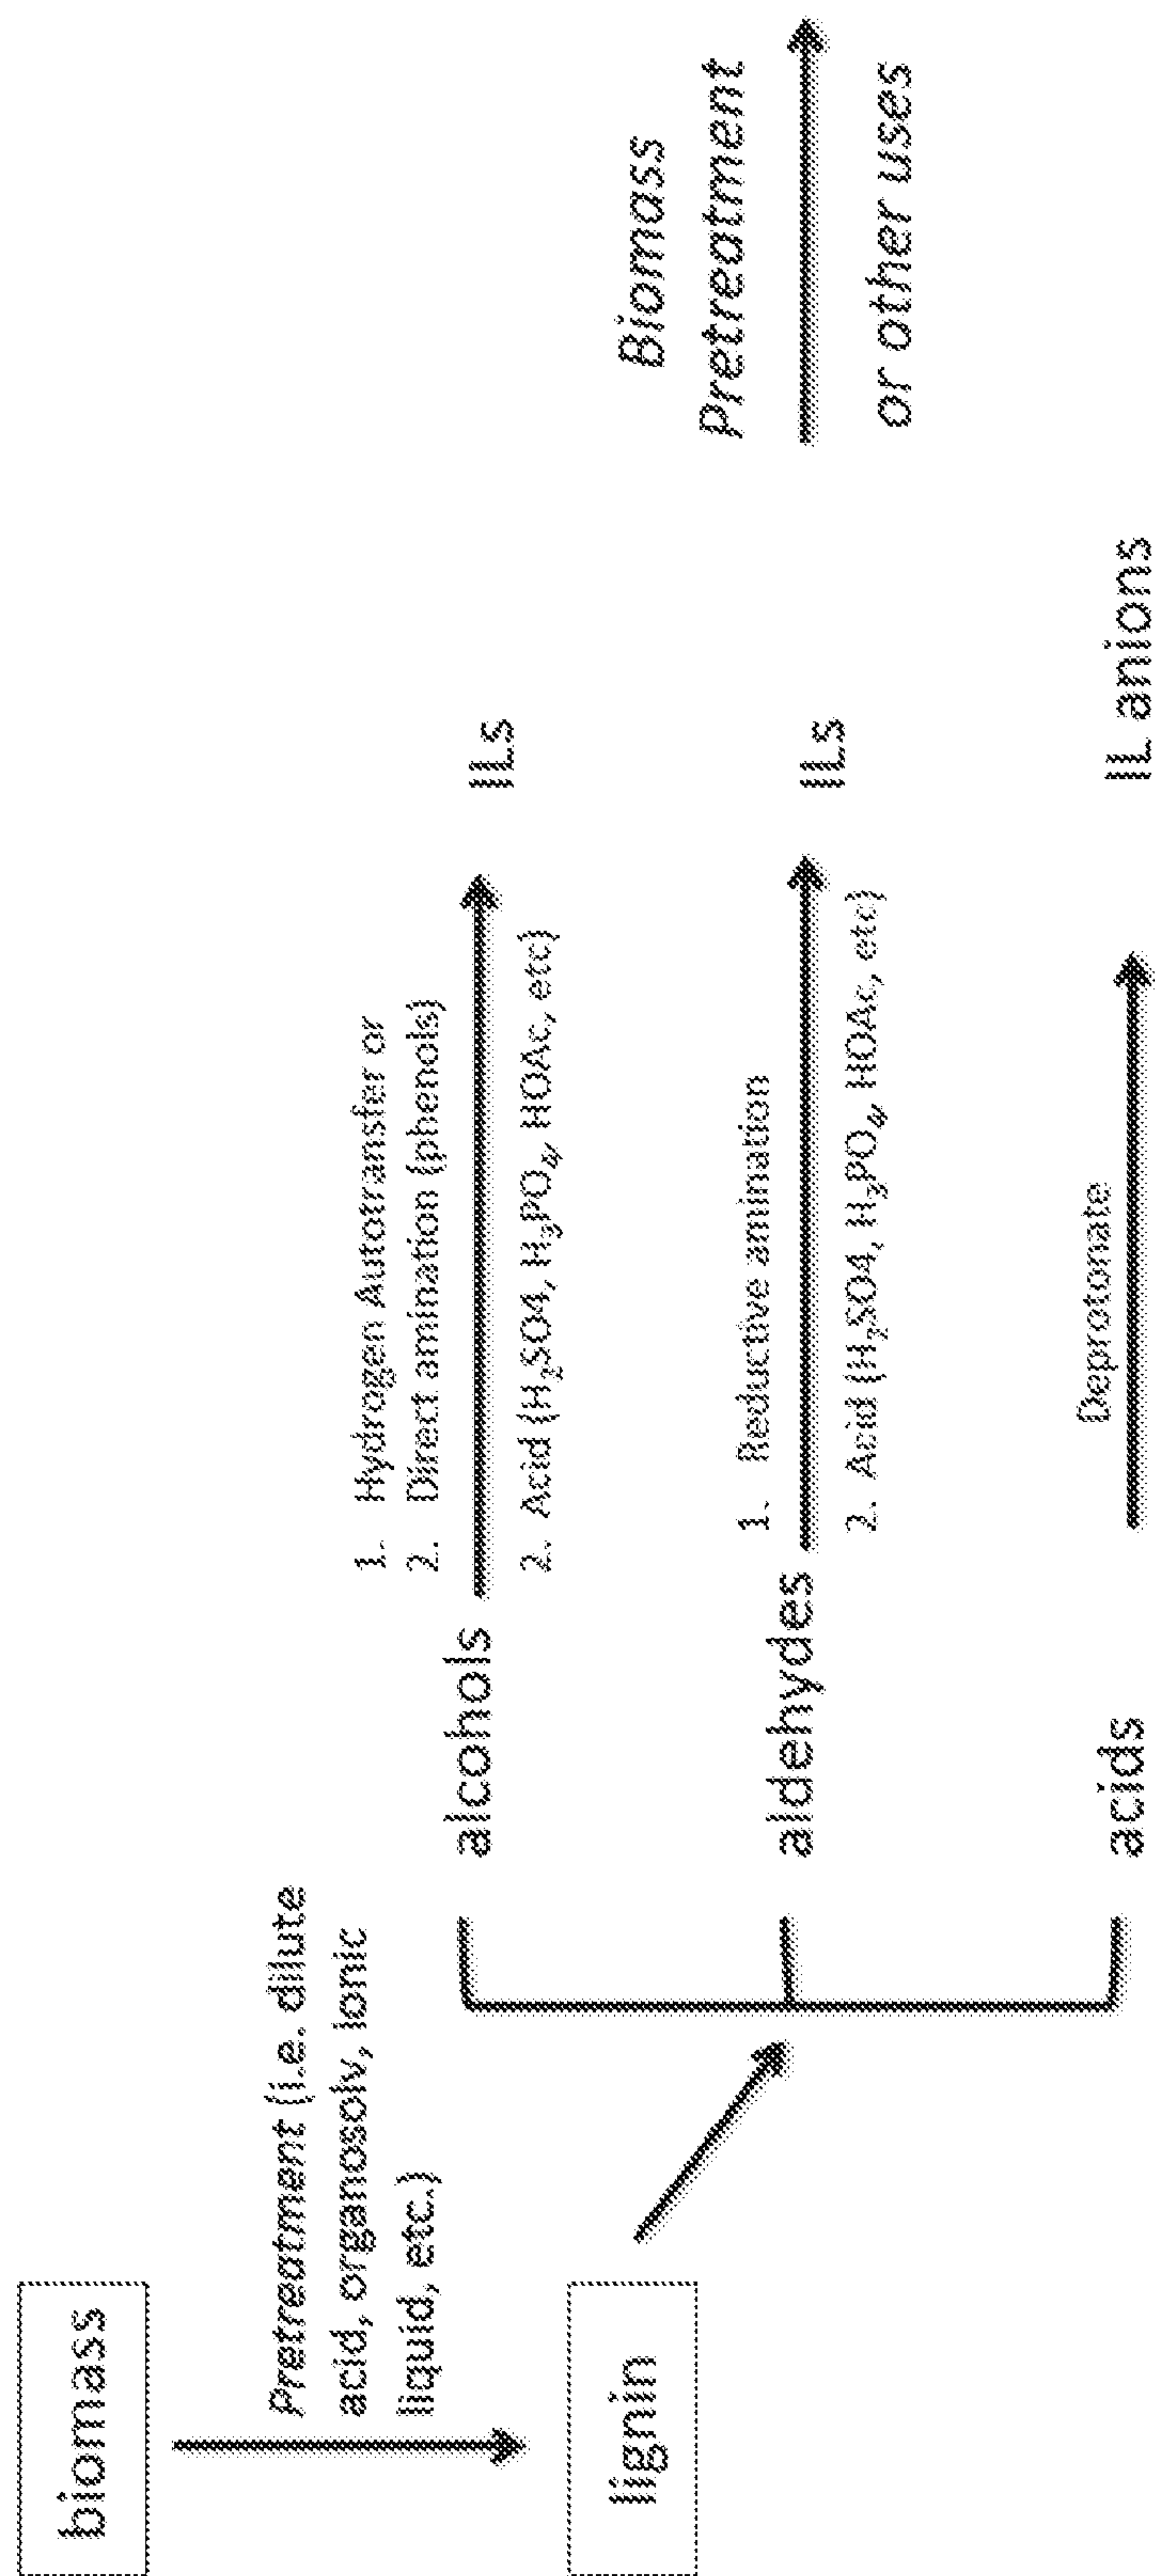 biomass
Pretreatment (i.e. dilute
acid, organosolv, ionic
liquid, etc.)
lignin
alcohols
1. Hydrogen Autotransfer or
2. Direct amination (phenols)
2. Acid (H₂SO4, H₃PO₄, HOAc, etc)
ILs
aldehydes
1. Reductive amination
2. Acid (H₂SO4, H₃PO₄, HOAc, etc)
ILs
acids
Deprotonate
IL anions
Biomass
Pretreatment
or other uses